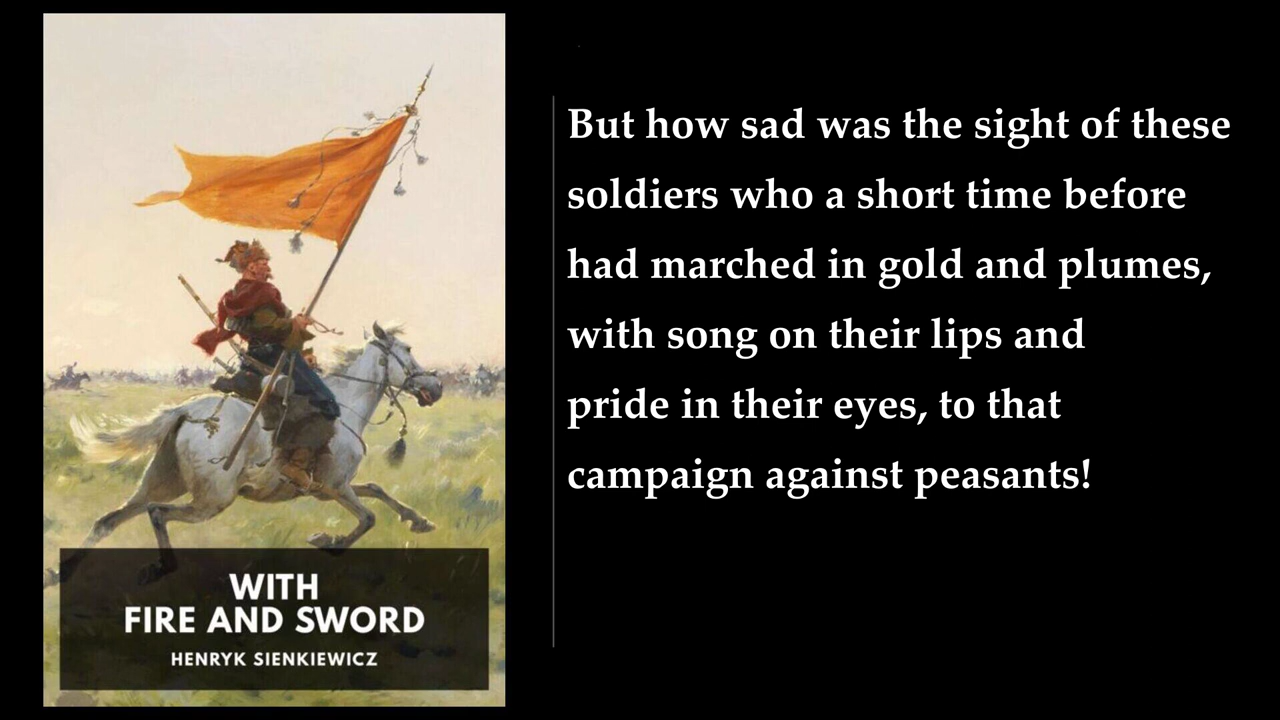 WITH
FIRE AND SWORD
HENRYK SIENKIEWICZ
But how sad was the sight of these
soldiers who a short time before
had marched in gold and plumes,
with song on their lips and
pride in their eyes, to that
campaign against peasants!